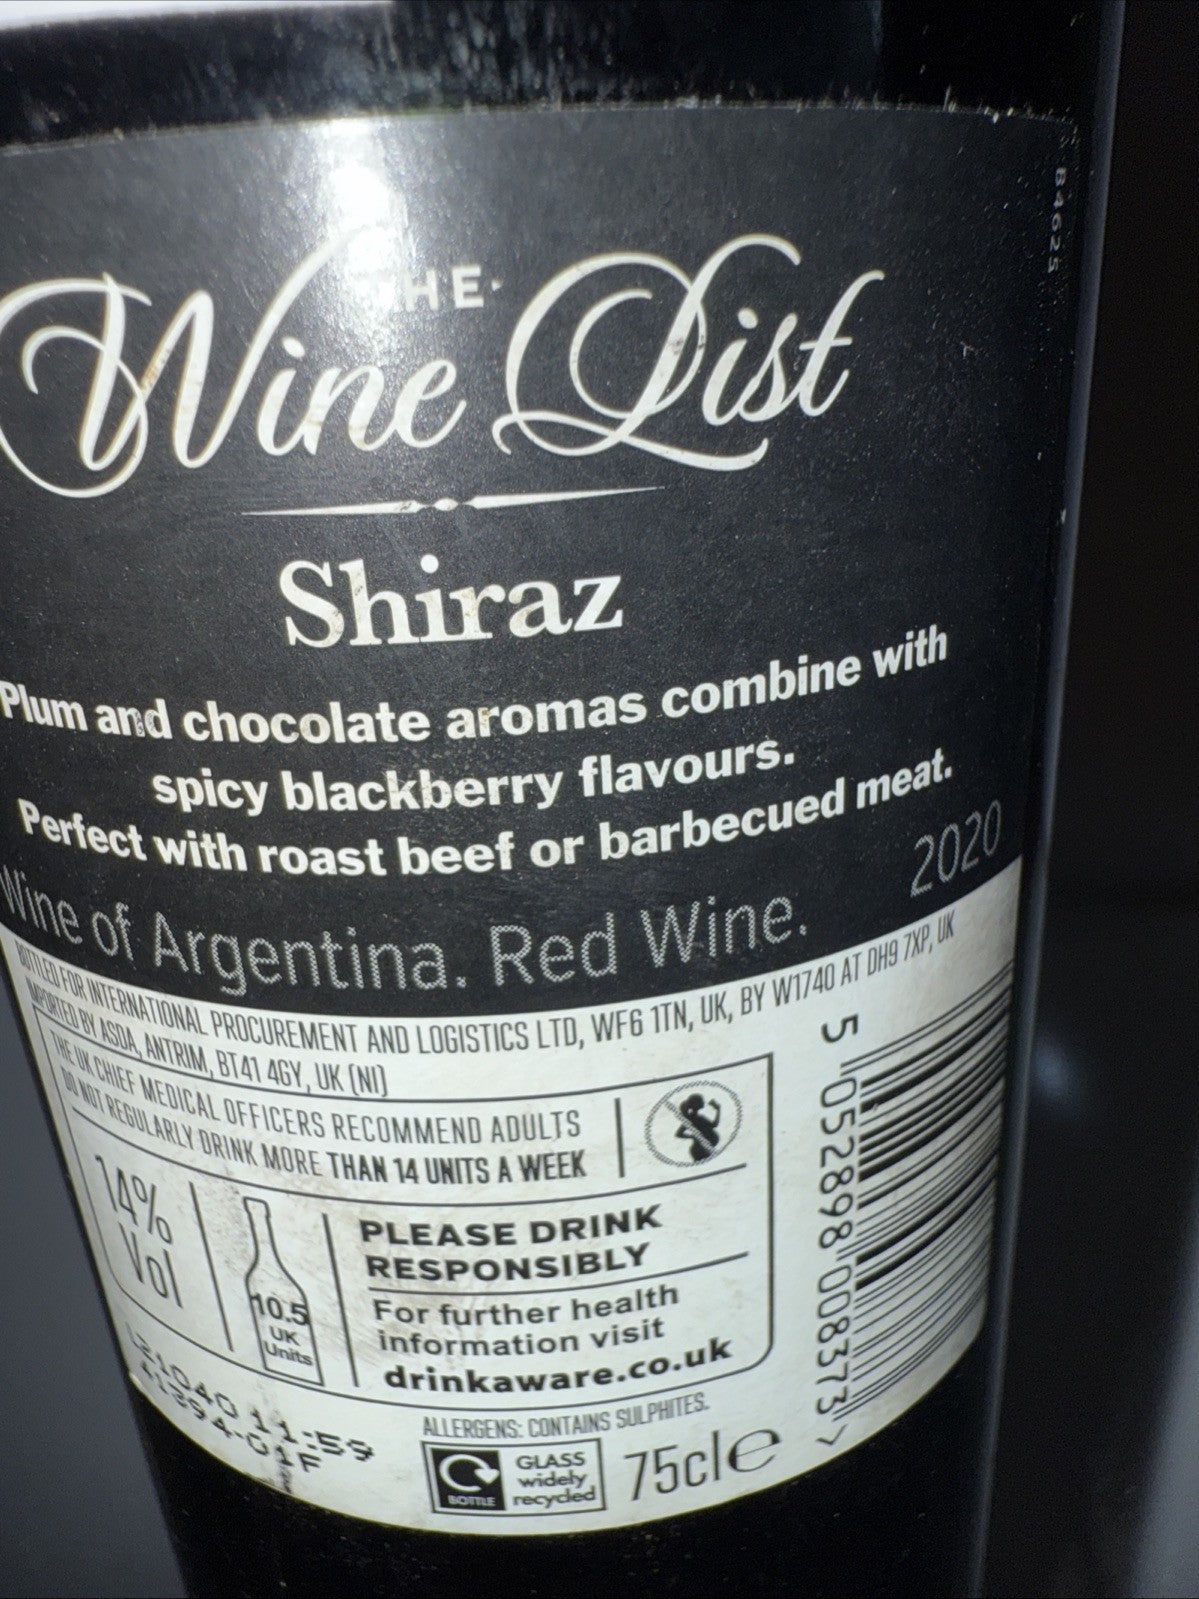 B4625
THE
Wine List
Shiraz
Plum and chocolate aromas combine with
spicy blackberry flavours.
Perfect with roast beef or barbecued meat.
Wine of Argentina. Red Wine. 2020
BOTTLED FOR INTERNATIONAL PROCUREMENT AND LOGISTICS LTD, WF6 1TN, UK, BY W1740 AT DH9 7XP, UK
IMPORTED BY ASDA, ANTRIM, BT41 4GY, UK (NI)
THE UK CHIEF MEDICAL OFFICERS RECOMMEND ADULTS
DO NOT REGULARLY DRINK MORE THAN 14 UNITS A WEEK
14%
Vol
10.5
UK
Units
PLEASE DRINK
RESPONSIBLY
For further health
information visit
drinkaware.co.uk
L21040 11:59
41394-01F
ALLERGENS: CONTAINS SULPHITES.
BOTTLE
GLASS
widely
recycled
75cl e
5 052898 008373 >